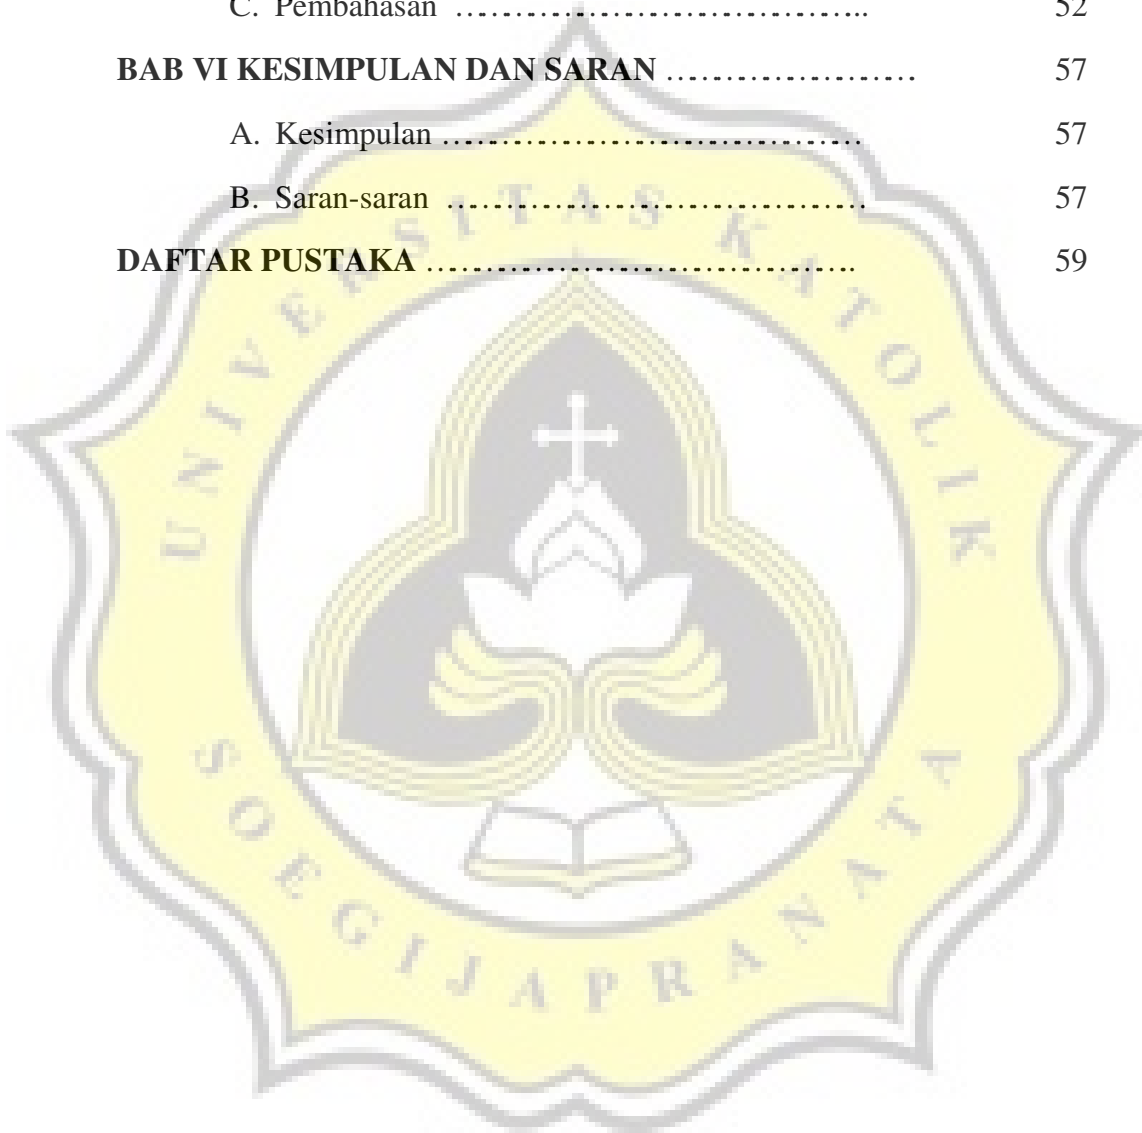 C. Pembahasan ………………………………….. 52
BAB VI KESIMPULAN DAN SARAN …………………… 57
A. Kesimpulan …………………………………. 57
B. Saran-saran …………………………………. 57
DAFTAR PUSTAKA …………………………………. 59
UNIVERSITAS KATOLIK
SOEGIJAPRANATA